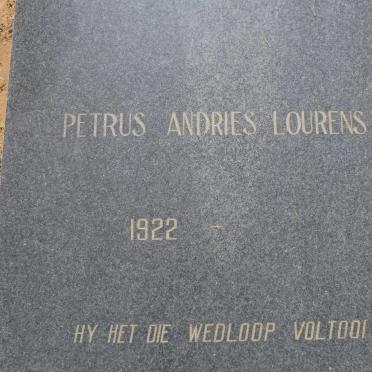 PETRUS ANDRIES LOURENS
1922 -
HY HET DIE WEDLOOP VOLTOOI